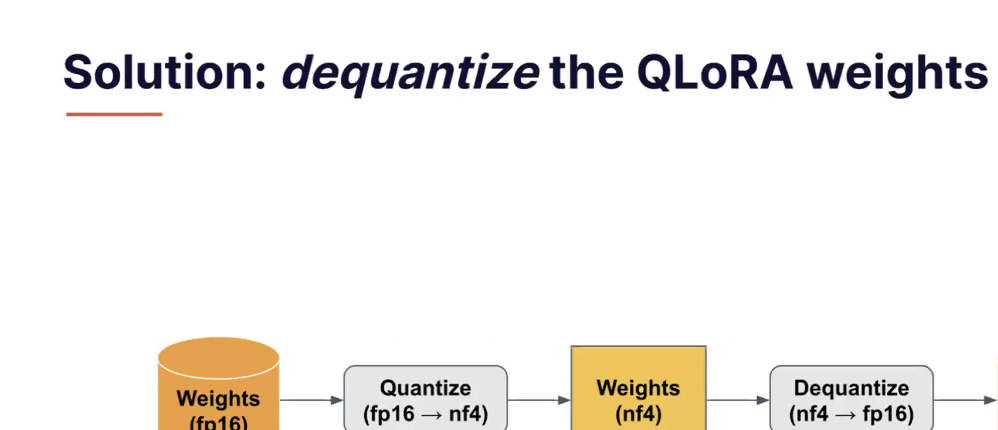 Solution: dequantize the QLoRA weights
Weights
(fp16)
Quantize
(fp16 → nf4)
Weights
(nf4)
Dequantize
(nf4 → fp16)